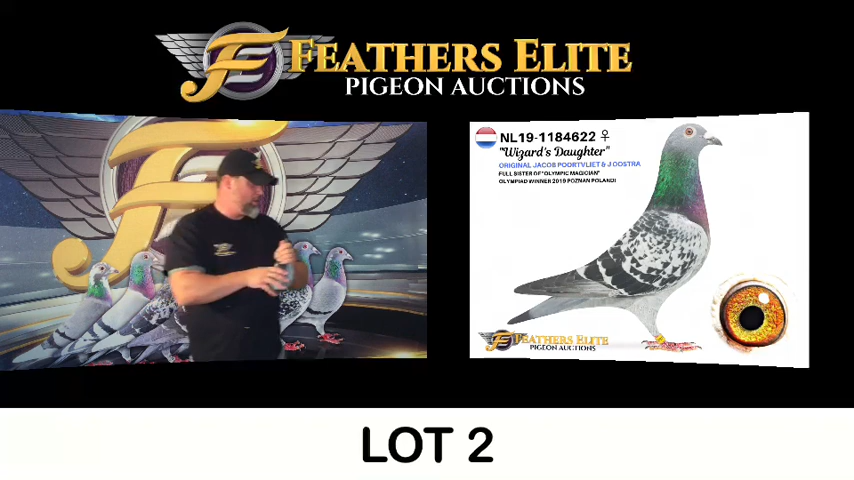 FEATHERS ELITE
PIGEON AUCTIONS
NL19-1184622 ♀
"Wizard's Daughter"
ORIGINAL JACOB POORTVLIET & J OOSTRA
FULL SISTER OF "OLYMPIC MAGICIAN"
OLYMPIAD WINNER 2019 POZNAN POLAND!
FEATHERS ELITE
PIGEON AUCTIONS
LOT 2